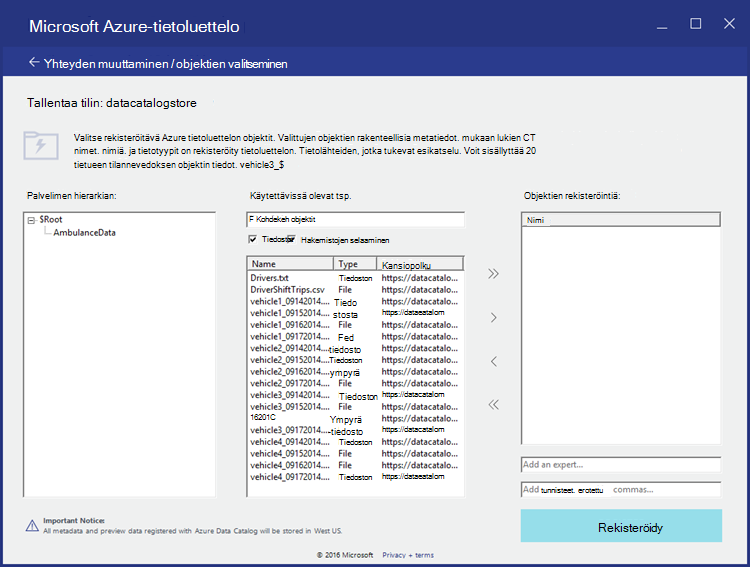 Microsoft Azure-tietoluettelo
Yhteyden muuttaminen / objektien valitseminen
Tallentaa tilin: datacatalogstore
Valitse rekisteröitävä Azure tietoluettelon objektit. Valittujen objektien rakenteellisia metatiedot. mukaan lukien CT
nimet. nimiä. ja tietotyypit on rekisteröity tietoluettelon. Tietolähteiden, jotka tukevat esikatselu. Voit sisällyttää 20
tietueen tilannevedoksen objektin tiedot. vehicle3_$
Palvelimen hierarkian:
Käytettävissä olevat tsp.
Objektien rekisteröintiä:
$Root
AmbulanceData
F Kohdekeh objektit
Tiedostot Hakemistojen selaaminen
Name Type Kansiopolku
Drivers.txt Tiedoston https://datacatalo...
DriverShiftTrips.csv File https://datacatalo...
vehicle1_09142014.... Tiedo https://datacatalo...
vehicle1_09152014.... stosta https://dataeatalom
vehicle1_09162014.... File https://datacatalo...
vehicle1_09172014.... Fed https://datacatalo...
vehicle2_09142014.... -tiedosto https://datacatalo...
vehicle2_09152014.... Tiedoston https://dataeatalom
vehicle2_09162014.... ympyrä https://datacatalo...
vehicle2_09172014.... File https://datacatalo...
vehicle3_09142014.... Tiedoston https://dataeatalom
vehicle3_09152014.... File https://datacatalo...
16201C Ympyrä https://datacatalo...
vehicle3_09172014.... -tiedosto https://dataeatalom
vehicle4_09142014.... Tiedoston https://datacatalo...
vehicle4_09152014.... File https://datacatalo...
vehicle4_09162014.... File https://datacatalo...
vehicle4_09172014.... Tiedoston https://dataeatalom
Nimi
Add an expert...
Add tunnisteet. erotettu commas...
Rekisteröidy
Important Notice:
All metadata and preview data registered with Azure Data Catalog will be stored in West US.
© 2016 Microsoft Privacy + terms